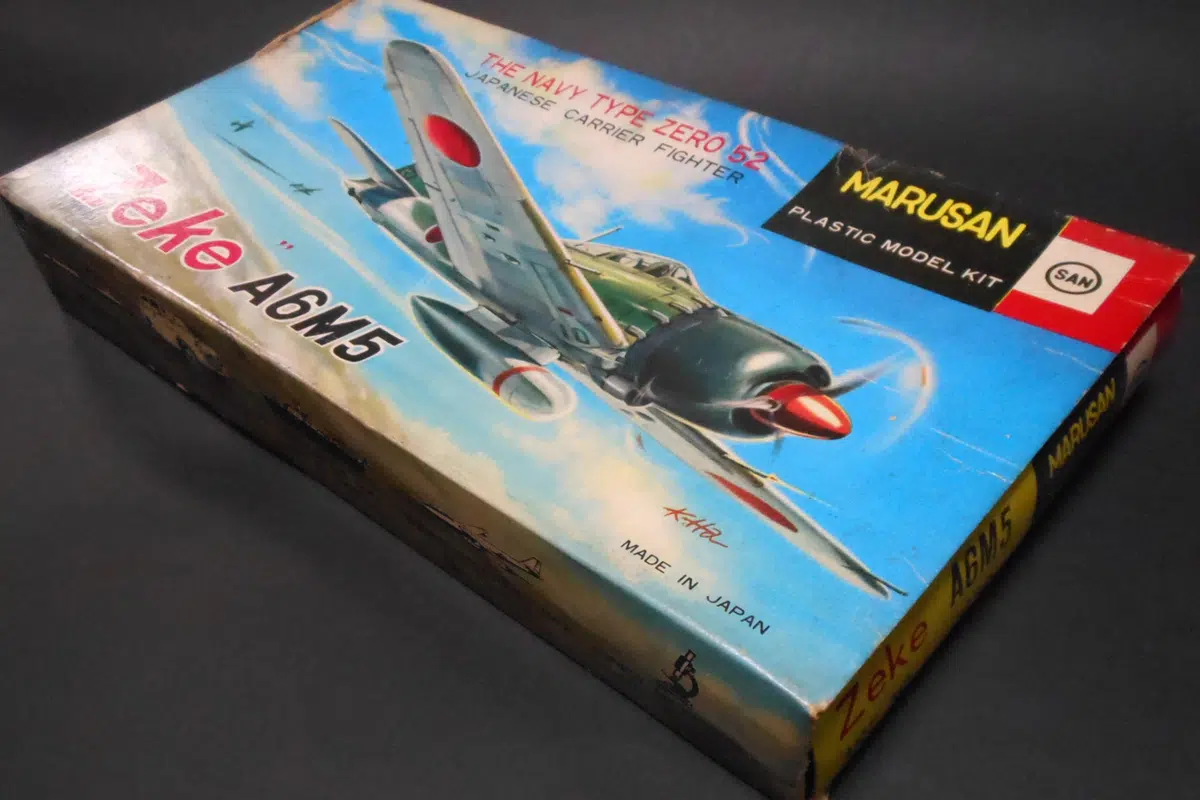 THE NAVY TYPE ZERO 52
JAPANESE CARRIER FIGHTER
MARUSAN
PLASTIC MODEL KIT
SAN
Zeke" A6M5
MADE IN JAPAN
MARUSAN
Zeke A6M5